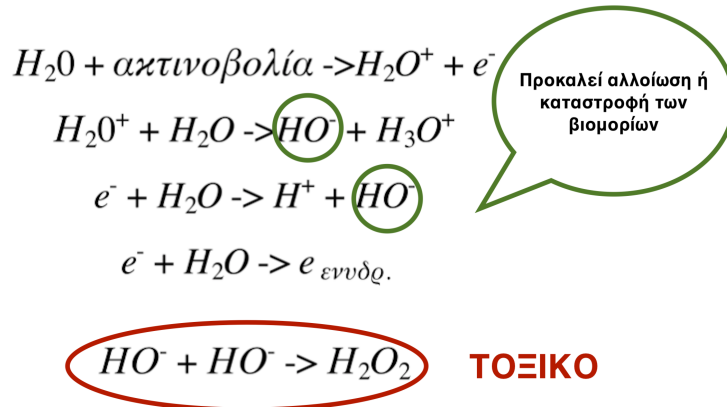 H₂0 + ακτινοβολία ->H₂O⁺ + e⁻
Προκαλεί αλλοίωση ή
καταστροφή των
βιομορίων
H₂0⁺ + H₂O ->HO⁻ + H₃O⁺
e⁻ + H₂O -> H⁺ + HO⁻
e⁻ + H₂O -> e ενυδρ.
HO⁻ + HO⁻ -> H₂O₂
ΤΟΞΙΚΟ